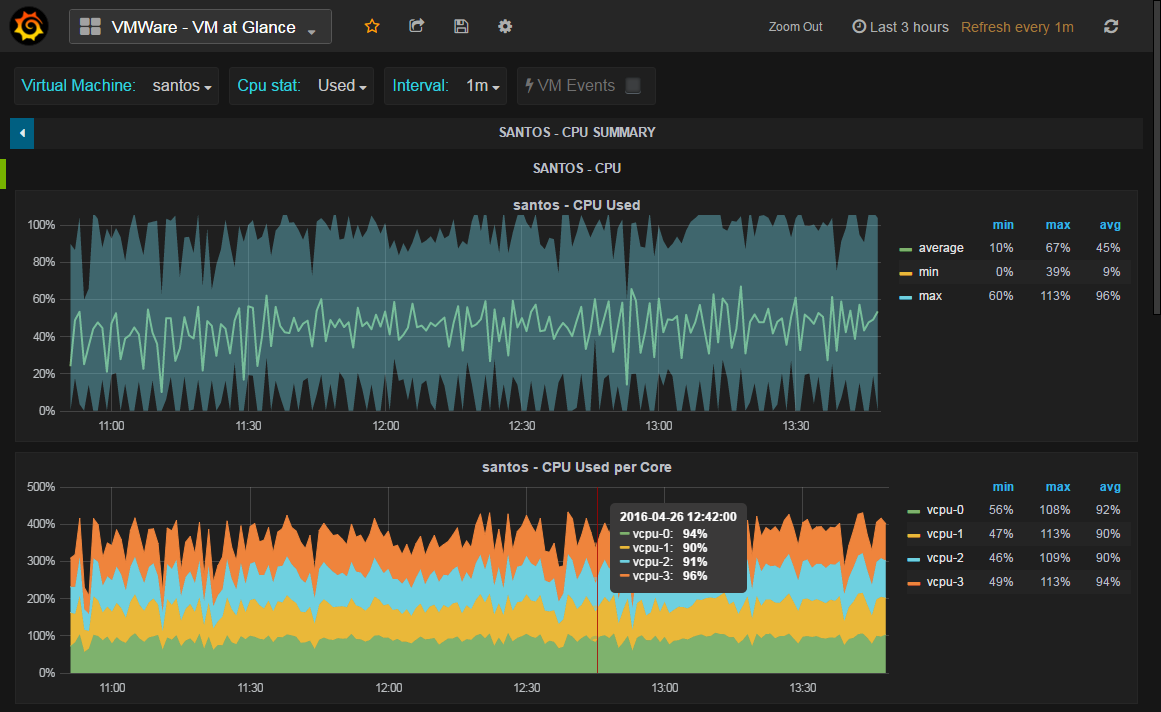 VMWare - VM at Glance
Zoom Out
Last 3 hours
Refresh every 1m
Virtual Machine: santos
Cpu stat: Used
Interval: 1m
VM Events
SANTOS - CPU SUMMARY
SANTOS - CPU
santos - CPU Used
100%
80%
60%
40%
20%
0%
11:00 11:30 12:00 12:30 13:00 13:30
min max avg
average 10% 67% 45%
min 0% 39% 9%
max 60% 113% 96%
santos - CPU Used per Core
500%
400%
300%
200%
100%
0%
11:00 11:30 12:00 12:30 13:00 13:30
2016-04-26 12:42:00
vcpu-0: 94%
vcpu-1: 90%
vcpu-2: 91%
vcpu-3: 96%
min max avg
vcpu-0 56% 108% 92%
vcpu-1 47% 113% 90%
vcpu-2 46% 109% 90%
vcpu-3 49% 113% 94%